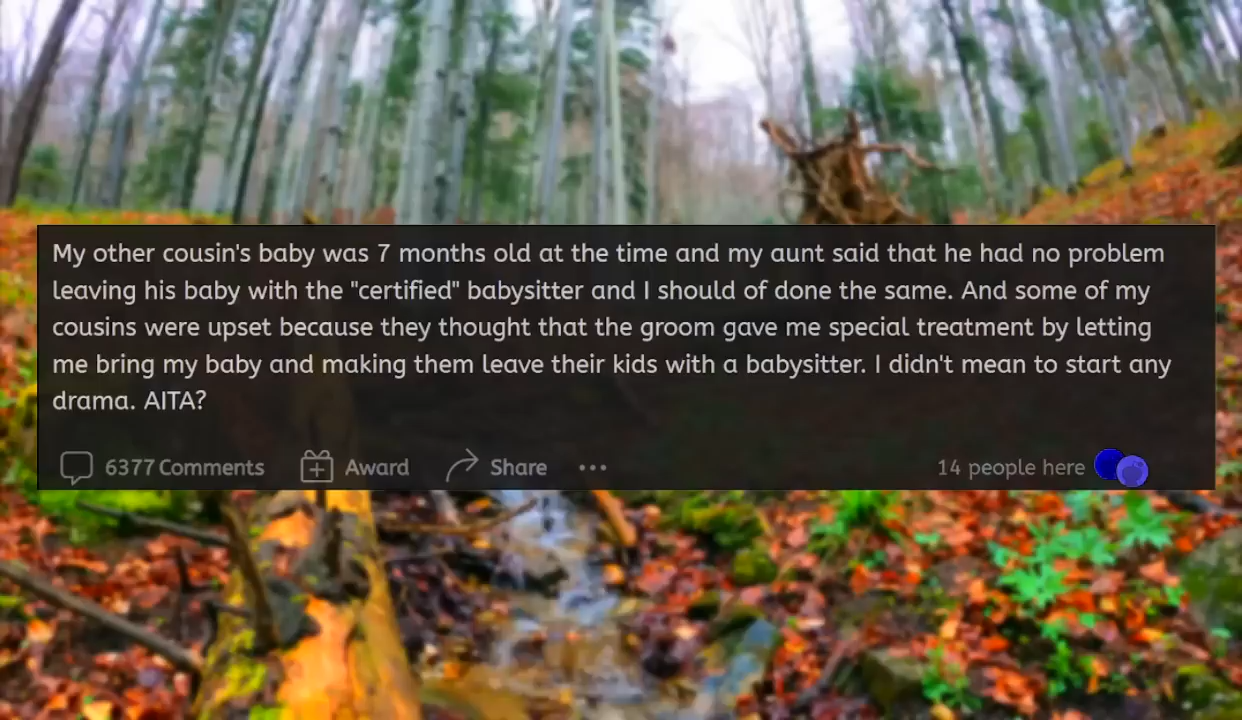 My other cousin's baby was 7 months old at the time and my aunt said that he had no problem
leaving his baby with the "certified" babysitter and I should of done the same. And some of my
cousins were upset because they thought that the groom gave me special treatment by letting
me bring my baby and making them leave their kids with a babysitter. I didn't mean to start any
drama. AITA?
6377 Comments Award Share ••• 14 people here